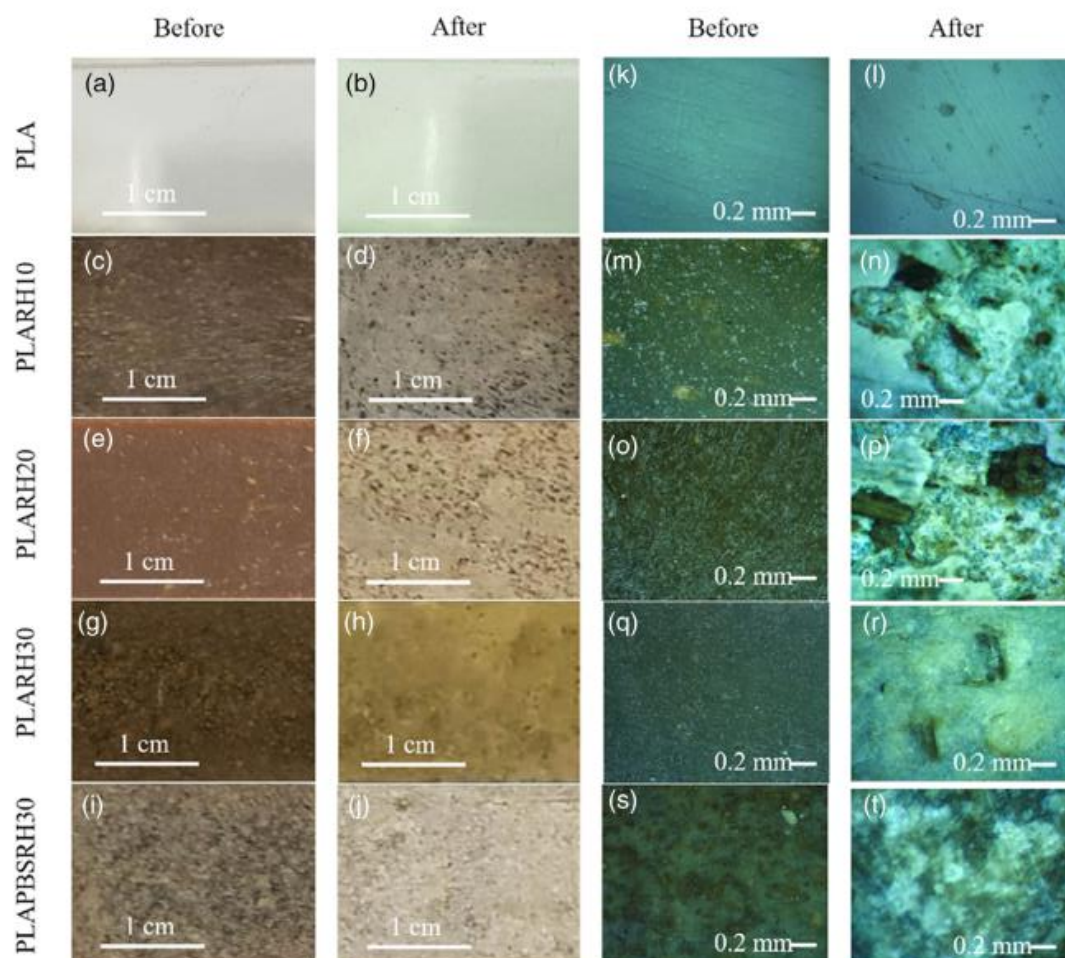 Before After Before After
PLA
(a) (b) (k) (l)
1 cm 1 cm 0.2 mm 0.2 mm
PLARH10
(c) (d) (m) (n)
1 cm 1 cm 0.2 mm 0.2 mm
PLARH20
(e) (f) (o) (p)
1 cm 1 cm 0.2 mm 0.2 mm
PLARH30
(g) (h) (q) (r)
1 cm 1 cm 0.2 mm 0.2 mm
PLAPBSRH30
(i) (j) (s) (t)
1 cm 1 cm 0.2 mm 0.2 mm